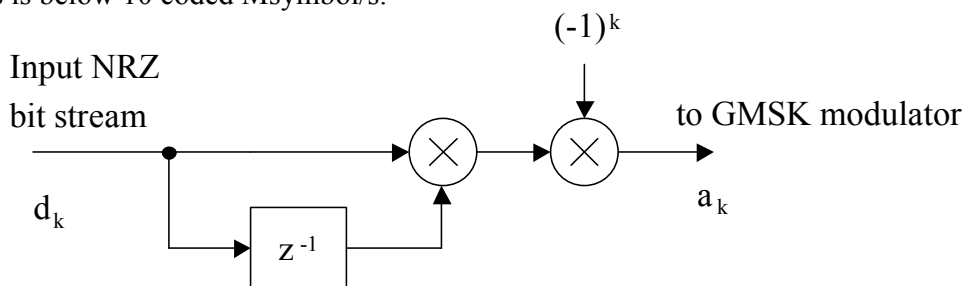 is below 10 coded Msymbol/s.
(-1)ᵏ
Input NRZ
bit stream
to GMSK modulator
dₖ
aₖ
z⁻¹